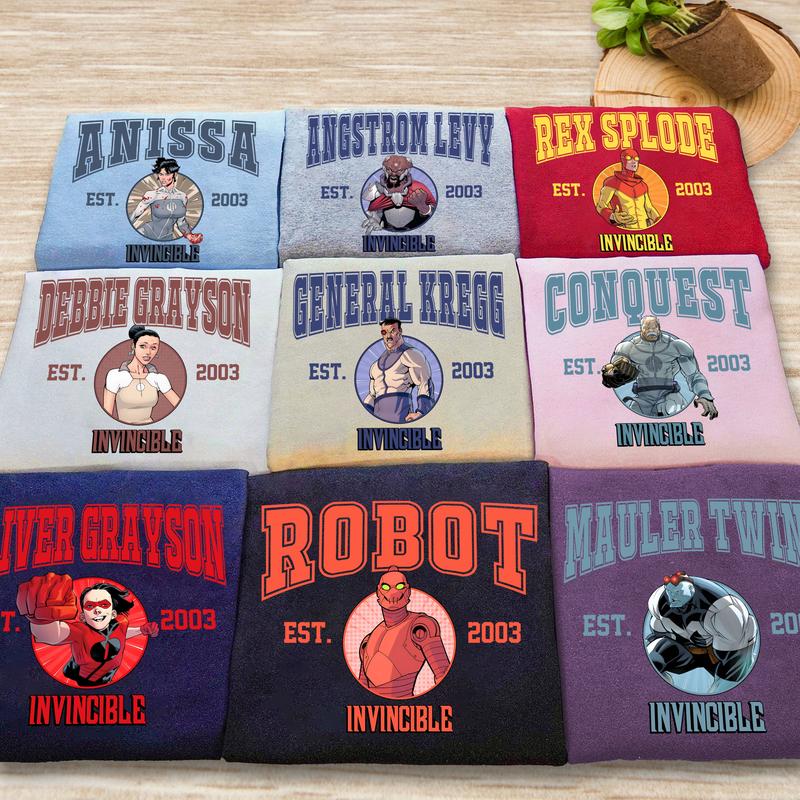 ANISSA
EST. 2003
INVINCIBLE
ANGSTROM LEVY
EST. 2003
INVINCIBLE
REX SPLODE
EST. 2003
INVINCIBLE
DEBBIE GRAYSON
EST. 2003
INVINCIBLE
GENERAL KREGG
EST. 2003
INVINCIBLE
CONQUEST
EST. 2003
INVINCIBLE
IVER GRAYSON
T. 2003
INVINCIBLE
ROBOT
EST. 2003
INVINCIBLE
MAULER TWIN
EST. 20
INVINCIBLE